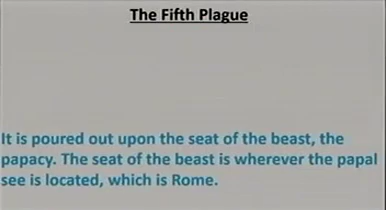 The Fifth Plague
It is poured out upon the seat of the beast, the
papacy. The seat of the beast is wherever the papal
see is located, which is Rome.